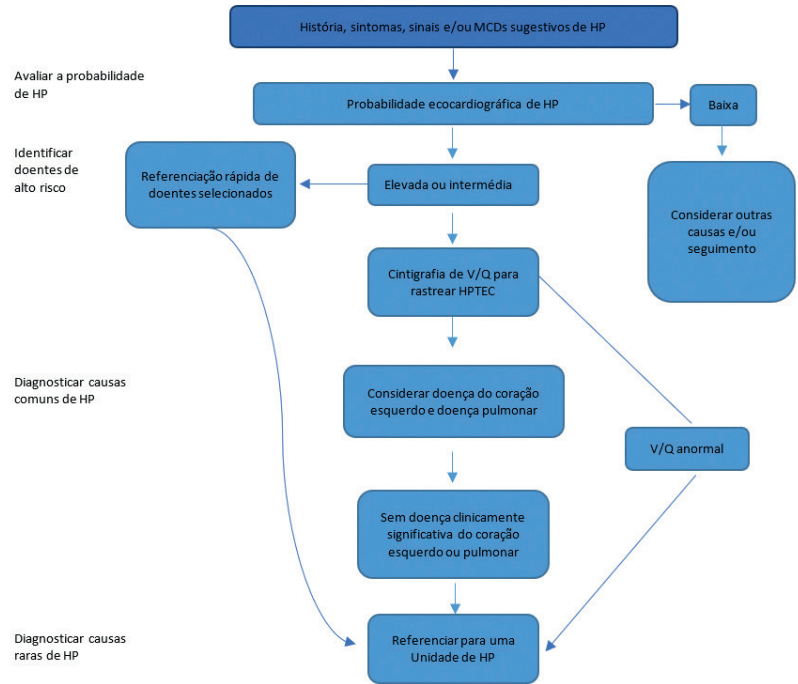 História, sintomas, sinais e/ou MCDs sugestivos de HP
Avaliar a probabilidade
de HP
Probabilidade ecocardiográfica de HP
Baixa
Identificar
doentes de
alto risco
Referenciação rápida de
doentes selecionados
Elevada ou intermédia
Considerar outras
causas e/ou
seguimento
Cintigrafia de V/Q para
rastrear HPTEC
Diagnosticar causas
comuns de HP
Considerar doença do coração
esquerdo e doença pulmonar
V/Q anormal
Sem doença clinicamente
significativa do coração
esquerdo ou pulmonar
Diagnosticar causas
raras de HP
Referenciar para uma
Unidade de HP